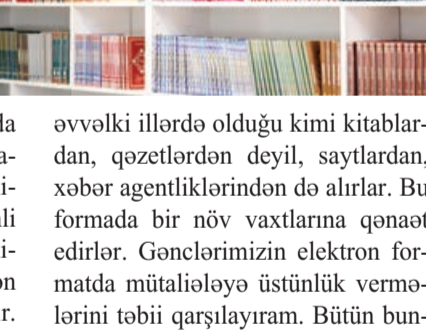 əvvəlki illərdə olduğu kimi kitablar-
dan, qəzetlərdən deyil, saytlardan,
xəbər agentliklərindən də alırlar. Bu
formada bir növ vaxtlarına qənaət
edirlər. Gənclərimizin elektron for-
matda mütaliələyə üstünlük vermə-
lərini təbii qarşılayıram. Bütün bun-